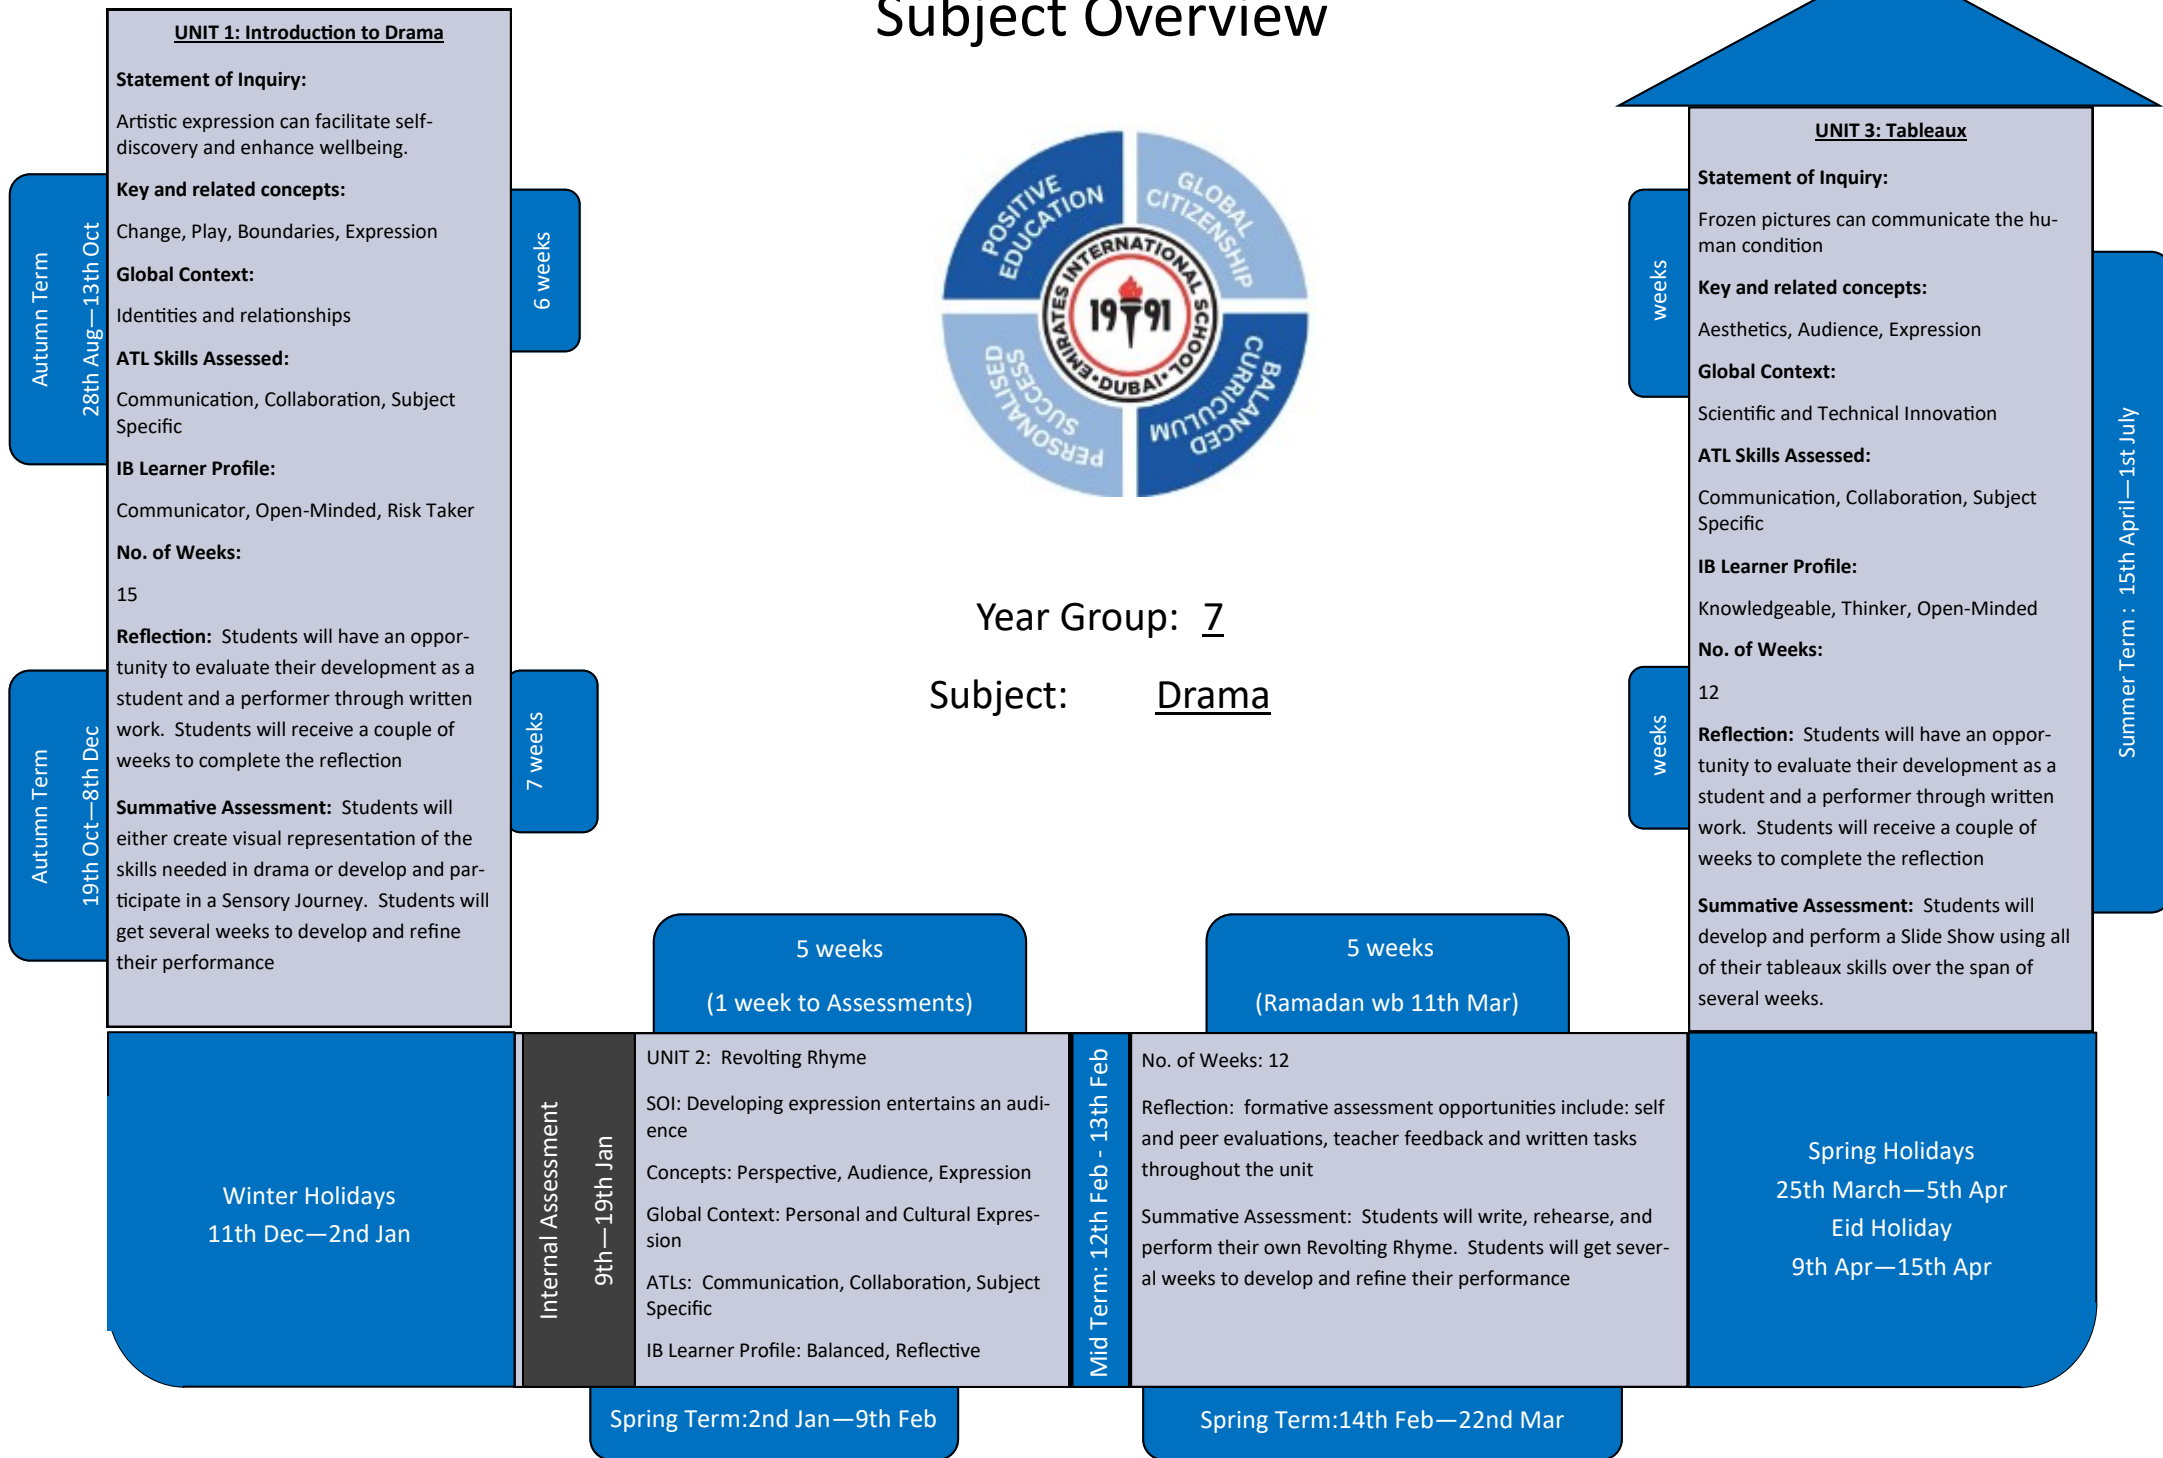 Subject Overview
UNIT 1: Introduction to Drama
Statement of Inquiry:
Artistic expression can facilitate self-
discovery and enhance wellbeing.
Key and related concepts:
Change, Play, Boundaries, Expression
Global Context:
Identities and relationships
ATL Skills Assessed:
Communication, Collaboration, Subject
Specific
IB Learner Profile:
Communicator, Open-Minded, Risk Taker
No. of Weeks:
15
Reflection:  Students will have an oppor-
tunity to evaluate their development as a
student and a performer through written
work.  Students will receive a couple of
weeks to complete the reflection
Summative Assessment:  Students will
either create visual representation of the
skills needed in drama or develop and par-
ticipate in a Sensory Journey.  Students will
get several weeks to develop and refine
their performance
Autumn Term
28th Aug—13th Oct
6 weeks
Autumn Term
19th Oct—8th Dec
7 weeks
POSITIVE
EDUCATION
GLOBAL
CITIZENSHIP
PERSONALISED
SUCCESS
BALANCED
CURRICULUM
EMIRATES INTERNATIONAL SCHOOL
•DUBAI•
1991
Year Group: 7
Subject: Drama
Winter Holidays
11th Dec—2nd Jan
Internal Assessment
9th—19th Jan
5 weeks
(1 week to Assessments)
UNIT 2:  Revolting Rhyme
SOI: Developing expression entertains an audi-
ence
Concepts: Perspective, Audience, Expression
Global Context: Personal and Cultural Expres-
sion
ATLs:  Communication, Collaboration, Subject
Specific
IB Learner Profile: Balanced, Reflective
Spring Term:2nd Jan—9th Feb
Mid Term: 12th Feb - 13th Feb
5 weeks
(Ramadan wb 11th Mar)
No. of Weeks: 12
Reflection:  formative assessment opportunities include: self
and peer evaluations, teacher feedback and written tasks
throughout the unit
Summative Assessment:  Students will write, rehearse, and
perform their own Revolting Rhyme.  Students will get sever-
al weeks to develop and refine their performance
Spring Term:14th Feb—22nd Mar
Spring Holidays
25th March—5th Apr
Eid Holiday
9th Apr—15th Apr
UNIT 3: Tableaux
Statement of Inquiry:
Frozen pictures can communicate the hu-
man condition
Key and related concepts:
Aesthetics, Audience, Expression
Global Context:
Scientific and Technical Innovation
ATL Skills Assessed:
Communication, Collaboration, Subject
Specific
IB Learner Profile:
Knowledgeable, Thinker, Open-Minded
No. of Weeks:
12
Reflection:  Students will have an oppor-
tunity to evaluate their development as a
student and a performer through written
work.  Students will receive a couple of
weeks to complete the reflection
Summative Assessment:  Students will
develop and perform a Slide Show using all
of their tableaux skills over the span of
several weeks.
weeks
weeks
Summer Term :  15th April—1st July